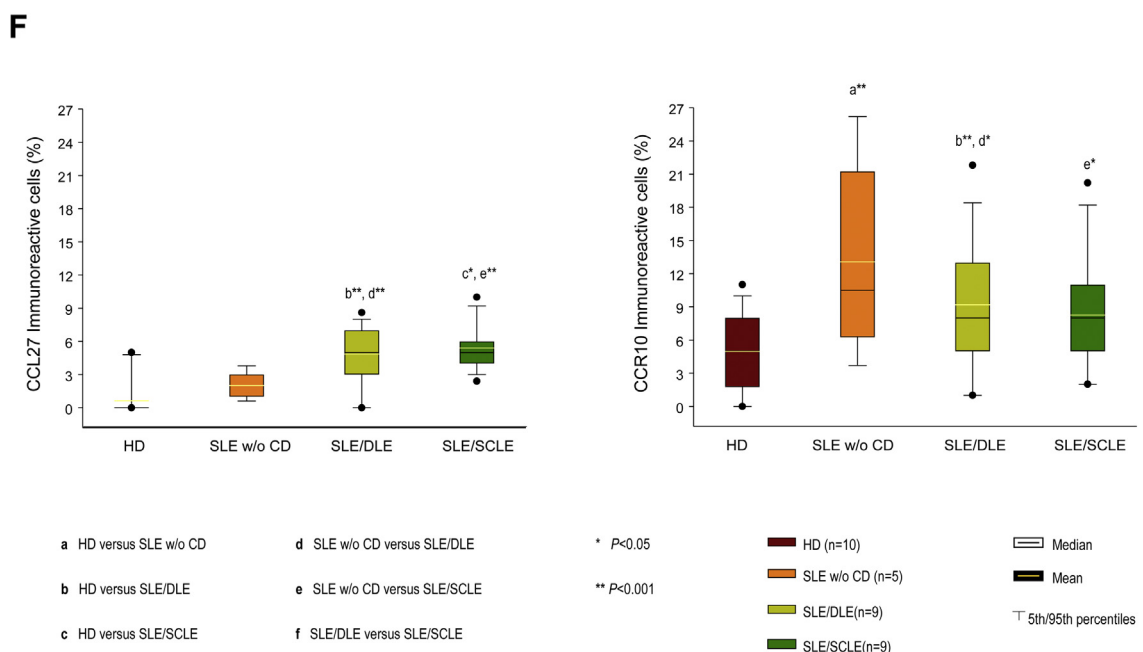 F
CCL27 Immunoreactive cells (%)
27
24
21
18
15
12
9
6
3
0
b**, d**
c*, e**
HD
SLE w/o CD
SLE/DLE
SLE/SCLE
CCR10 Immunoreactive cells (%)
27
24
21
18
15
12
9
6
3
0
a**
b**, d*
e*
HD
SLE w/o CD
SLE/DLE
SLE/SCLE
a HD versus SLE w/o CD
b HD versus SLE/DLE
c HD versus SLE/SCLE
d SLE w/o CD versus SLE/DLE
e SLE w/o CD versus SLE/SCLE
f SLE/DLE versus SLE/SCLE
* P<0.05
** P<0.001
HD (n=10)
SLE w/o CD (n=5)
SLE/DLE(n=9)
SLE/SCLE(n=9)
Median
Mean
5th/95th percentiles